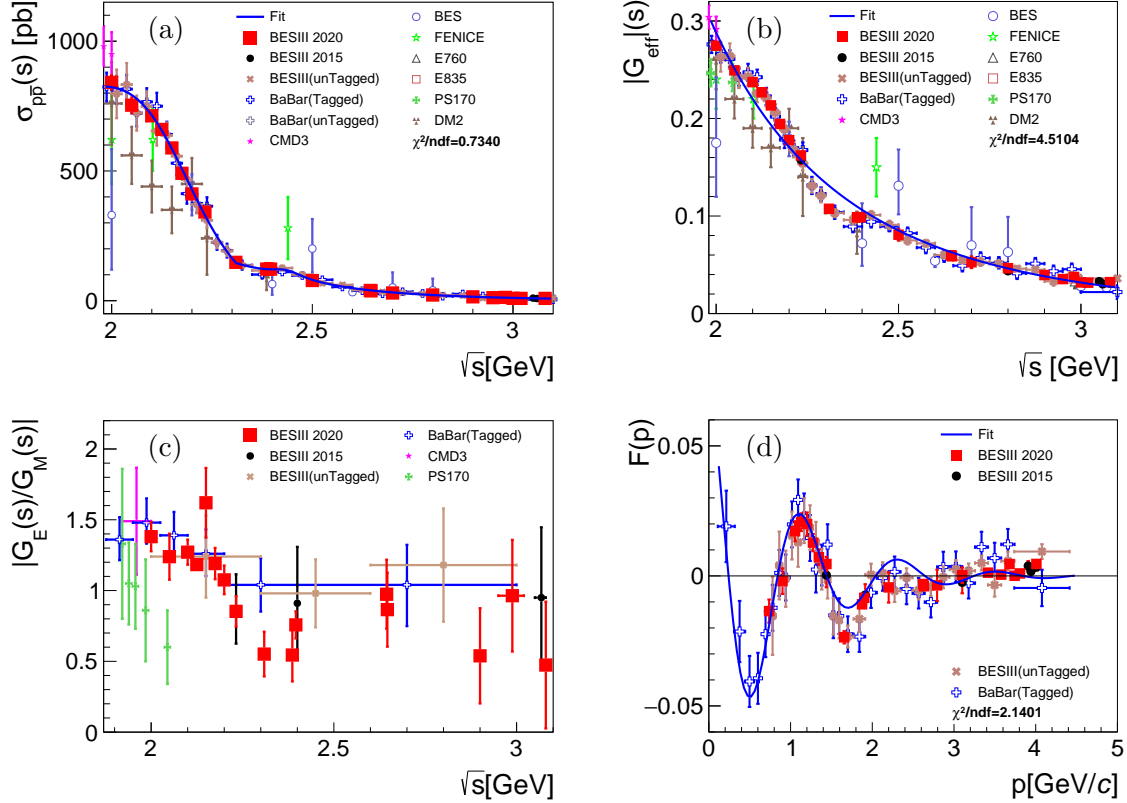 (a)
σpp̄(s) [pb]
1000
500
0
2
2.5
3
√s[GeV]
Fit
BESIII 2020
BESIII 2015
BESIII(unTagged)
BaBar(Tagged)
BaBar(unTagged)
CMD3
BES
FENICE
E760
E835
PS170
DM2
χ²/ndf=0.7340
(b)
|Geff|(s)
0.3
0.2
0.1
0
2
2.5
3
√s [GeV]
Fit
BESIII 2020
BESIII 2015
BESIII(unTagged)
BaBar(Tagged)
CMD3
BES
FENICE
E760
E835
PS170
DM2
χ²/ndf=4.5104
(c)
|GE(s)/GM(s)|
2
1.5
1
0.5
0
2
2.5
3
√s[GeV]
BESIII 2020
BESIII 2015
BESIII(unTagged)
BaBar(Tagged)
CMD3
PS170
(d)
F(p)
0.05
0
−0.05
0
1
2
3
4
5
p[GeV/c]
Fit
BESIII 2020
BESIII 2015
BESIII(unTagged)
BaBar(Tagged)
χ²/ndf=2.1401